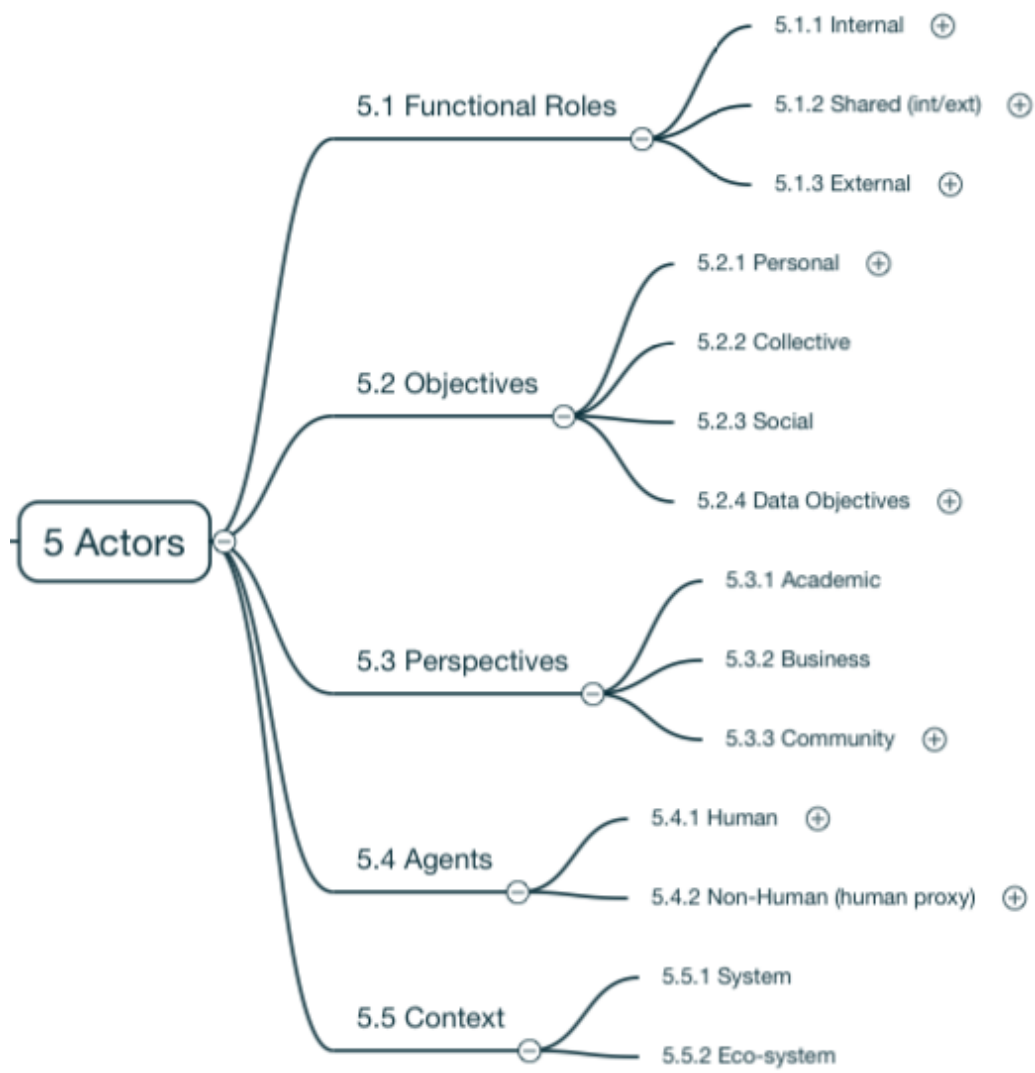 5 Actors
5.1 Functional Roles
5.1.1 Internal
5.1.2 Shared (int/ext)
5.1.3 External
5.2 Objectives
5.2.1 Personal
5.2.2 Collective
5.2.3 Social
5.2.4 Data Objectives
5.3 Perspectives
5.3.1 Academic
5.3.2 Business
5.3.3 Community
5.4 Agents
5.4.1 Human
5.4.2 Non-Human (human proxy)
5.5 Context
5.5.1 System
5.5.2 Eco-system